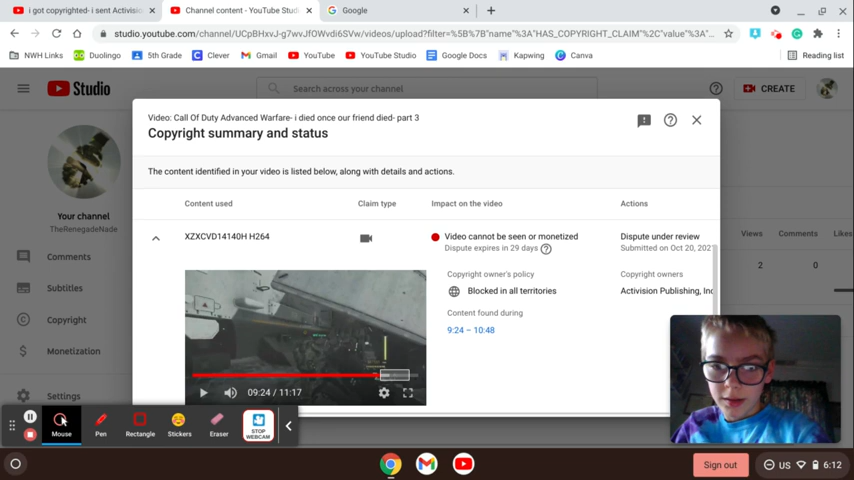 i got copyrighted- i sent Activisi
Channel content - YouTube Studi
Google
studio.youtube.com/channel/UCpBHxvJ-g7wvJfOWvdi6SVw/videos/upload?filter=%5B%7B"name"%3A"HAS_COPYRIGHT_CLAIM"%2C"value"%3A"...
NWH Links
Duolingo
5th Grade
Clever
Gmail
YouTube
YouTube Studio
Google Docs
Kapwing
Canva
Reading list
Studio
Search across your channel
CREATE
Video: Call Of Duty Advanced Warfare- i died once our friend died- part 3
Copyright summary and status
The content identified in your video is listed below, along with details and actions.
Content used
Claim type
Impact on the video
Actions
XZXCVD14140H H264
Video cannot be seen or monetized
Dispute expires in 29 days
Dispute under review
Submitted on Oct 20, 202
Copyright owner's policy
Blocked in all territories
Content found during
9:24 – 10:48
Copyright owners
Activision Publishing, Inc
09:24 / 11:17
Your channel
TheRenegadeNade
Comments
Subtitles
Copyright
Monetization
Settings
Views
Comments
Likes
2
0
Mouse
Pen
Rectangle
Stickers
Eraser
STOP
WEBCAM
Sign out
US
6:12